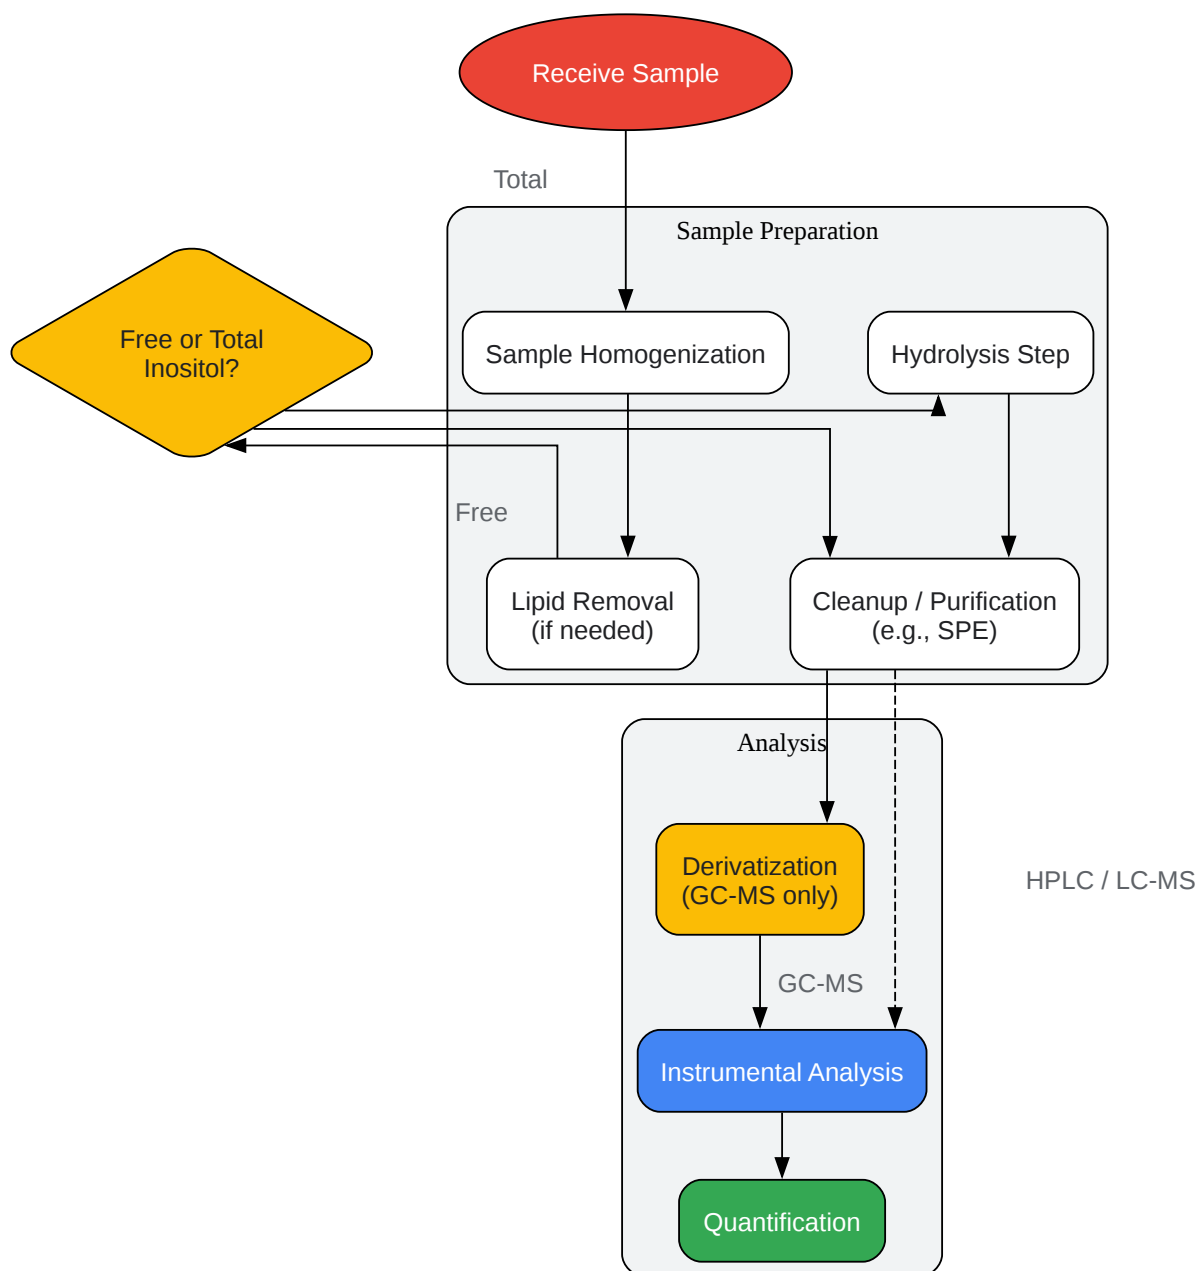 Receive Sample
Total
Sample Preparation
Free or Total
Inositol?
Sample Homogenization
Hydrolysis Step
Free
Lipid Removal
(if needed)
Cleanup / Purification
(e.g., SPE)
Analysis
Derivatization
(GC-MS only)
HPLC / LC-MS
GC-MS
Instrumental Analysis
Quantification